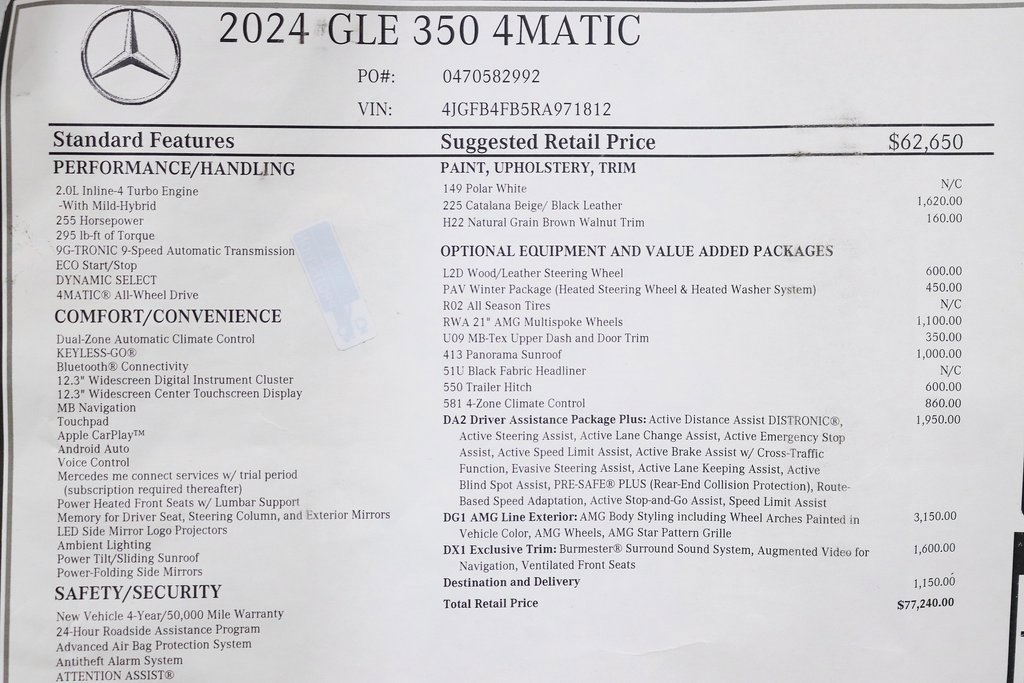 2024 GLE 350 4MATIC
PO#: 0470582992
VIN: 4JGFB4FB5RA971812
Standard Features
PERFORMANCE/HANDLING
2.0L Inline-4 Turbo Engine
-With Mild-Hybrid
255 Horsepower
295 lb-ft of Torque
9G-TRONIC 9-Speed Automatic Transmission
ECO Start/Stop
DYNAMIC SELECT
4MATIC® All-Wheel Drive
COMFORT/CONVENIENCE
Dual-Zone Automatic Climate Control
KEYLESS-GO®
Bluetooth® Connectivity
12.3" Widescreen Digital Instrument Cluster
12.3" Widescreen Center Touchscreen Display
MB Navigation
Touchpad
Apple CarPlay™
Android Auto
Voice Control
Mercedes me connect services w/ trial period
(subscription required thereafter)
Power Heated Front Seats w/ Lumbar Support
Memory for Driver Seat, Steering Column, and Exterior Mirrors
LED Side Mirror Logo Projectors
Ambient Lighting
Power Tilt/Sliding Sunroof
Power-Folding Side Mirrors
SAFETY/SECURITY
New Vehicle 4-Year/50,000 Mile Warranty
24-Hour Roadside Assistance Program
Advanced Air Bag Protection System
Antitheft Alarm System
ATTENTION ASSIST®
Suggested Retail Price $62,650
PAINT, UPHOLSTERY, TRIM
149 Polar White N/C
225 Catalana Beige/ Black Leather 1,620.00
H22 Natural Grain Brown Walnut Trim 160.00
OPTIONAL EQUIPMENT AND VALUE ADDED PACKAGES
L2D Wood/Leather Steering Wheel 600.00
PAV Winter Package (Heated Steering Wheel & Heated Washer System) 450.00
R02 All Season Tires N/C
RWA 21" AMG Multispoke Wheels 1,100.00
U09 MB-Tex Upper Dash and Door Trim 350.00
413 Panorama Sunroof 1,000.00
51U Black Fabric Headliner N/C
550 Trailer Hitch 600.00
581 4-Zone Climate Control 860.00
DA2 Driver Assistance Package Plus: Active Distance Assist DISTRONIC®, 1,950.00
Active Steering Assist, Active Lane Change Assist, Active Emergency Stop
Assist, Active Speed Limit Assist, Active Brake Assist w/ Cross-Traffic
Function, Evasive Steering Assist, Active Lane Keeping Assist, Active
Blind Spot Assist, PRE-SAFE® PLUS (Rear-End Collision Protection), Route-
Based Speed Adaptation, Active Stop-and-Go Assist, Speed Limit Assist
DG1 AMG Line Exterior: AMG Body Styling including Wheel Arches Painted in 3,150.00
Vehicle Color, AMG Wheels, AMG Star Pattern Grille
DX1 Exclusive Trim: Burmester® Surround Sound System, Augmented Video for 1,600.00
Navigation, Ventilated Front Seats
Destination and Delivery 1,150.00
Total Retail Price $77,240.00